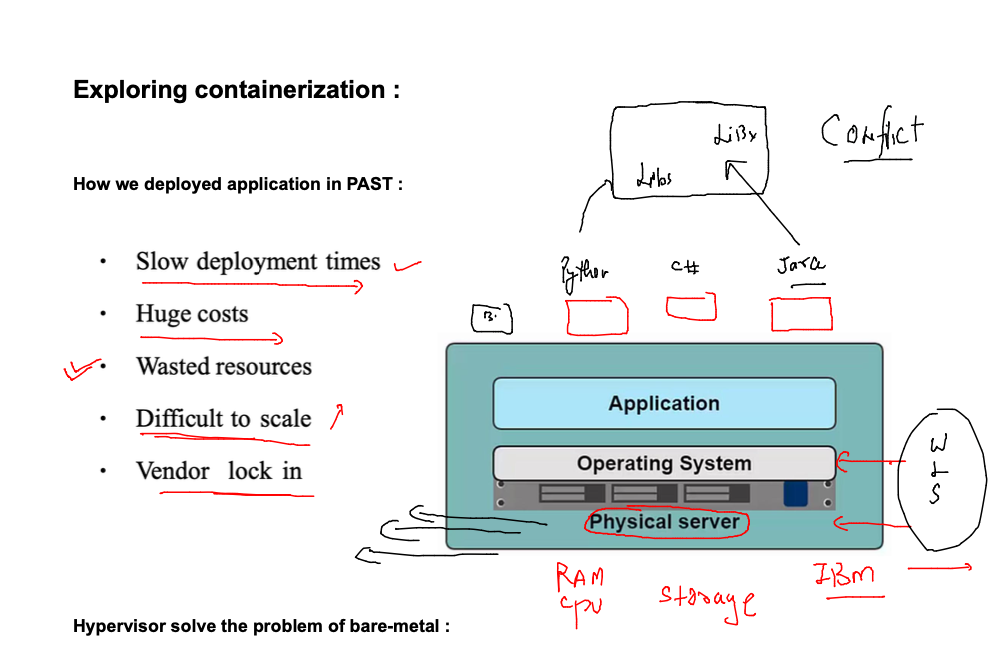 Exploring containerization :
LiBx
Conflict
Libs
How we deployed application in PAST :
• Slow deployment times
Python C# Java
• Huge costs
B.
• Wasted resources
Application
• Difficult to scale
Operating System
• Vendor lock in
Physical server
RAM
CPU
Storage
IBM
Hypervisor solve the problem of bare-metal :